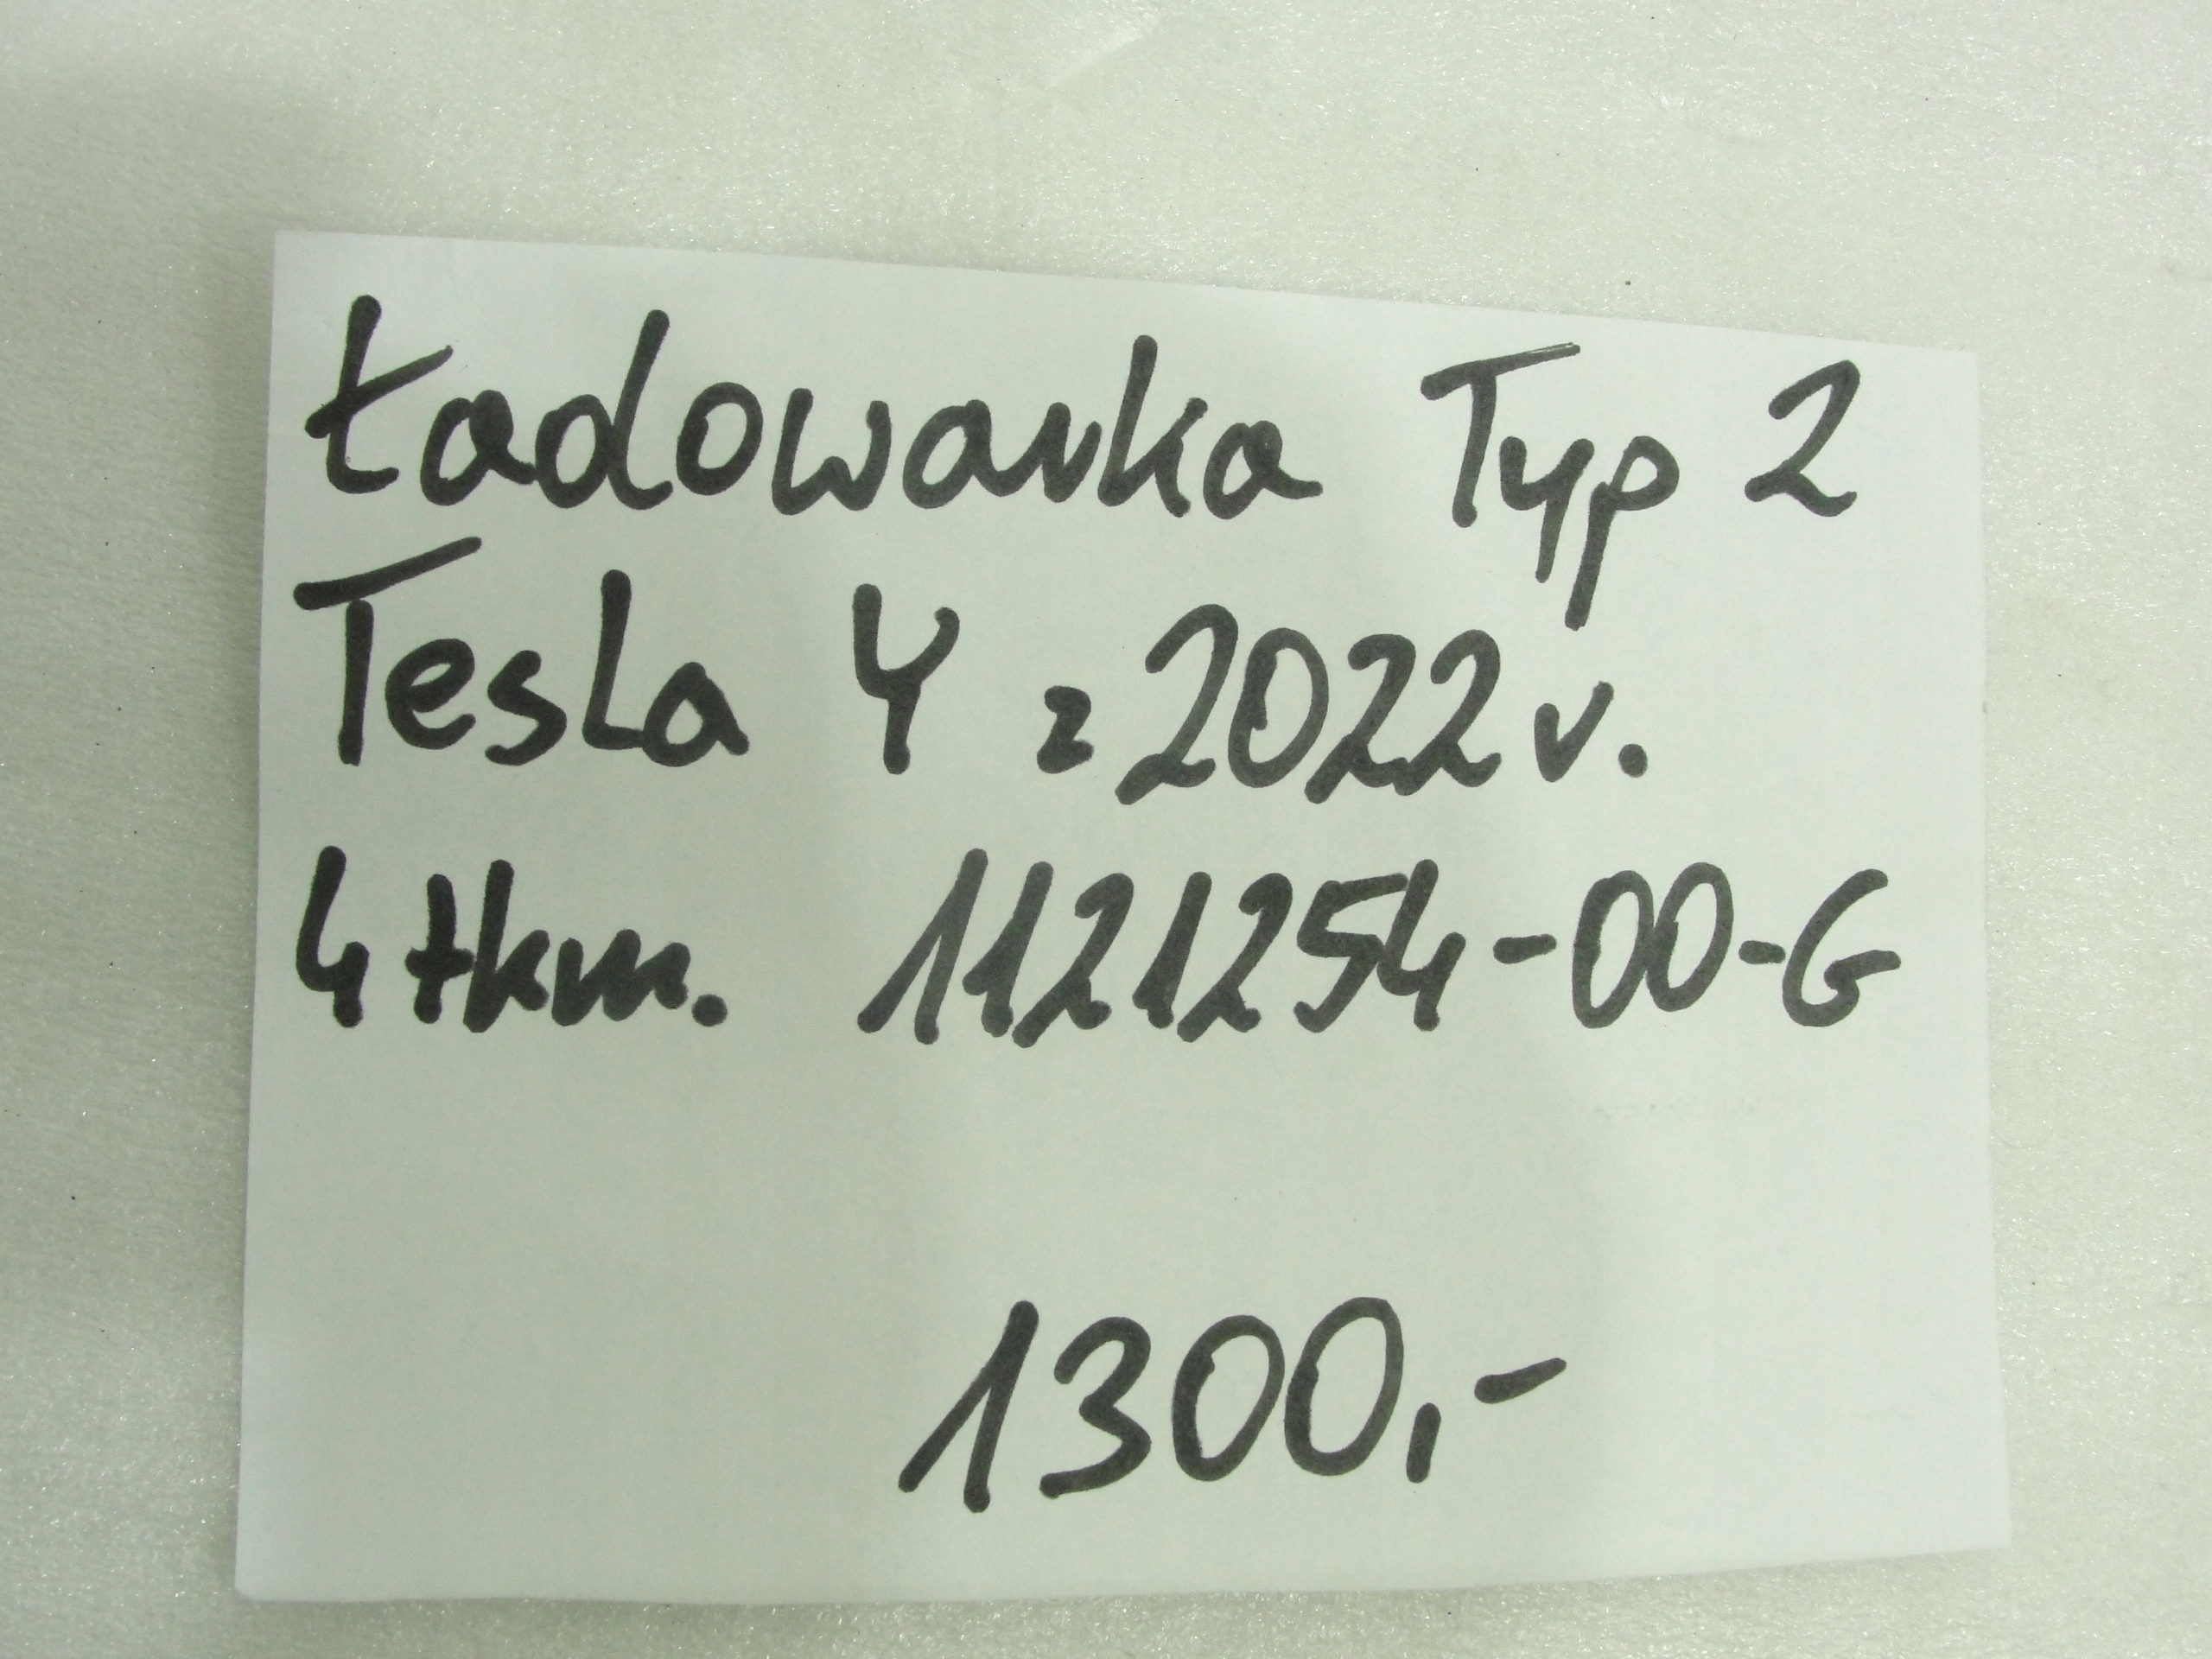 Ładowarka Typ 2
Tesla Y z 2022 r.
4 tkm. 1121254-00-G
1300,-